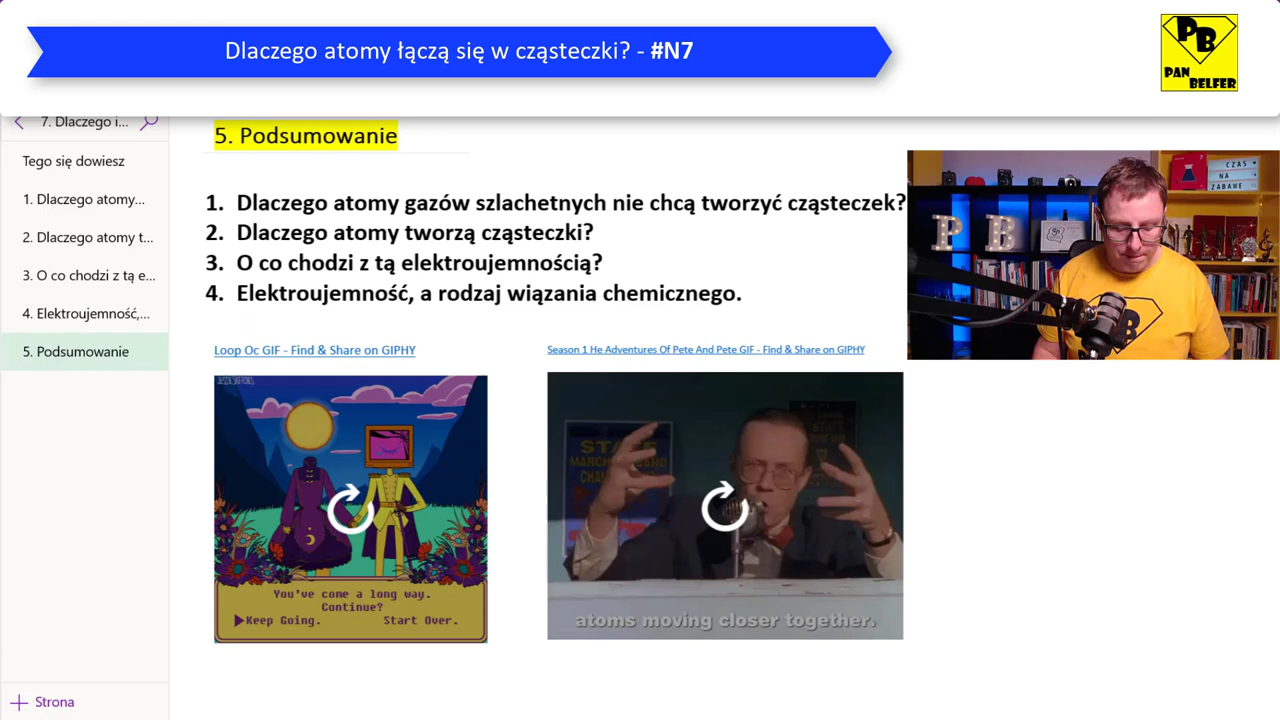 Dlaczego atomy łączą się w cząsteczki? - #N7
PB
PAN
BELFER
7. Dlaczego i...
Tego się dowiesz
1. Dlaczego atomy...
2. Dlaczego atomy t...
3. O co chodzi z tą e...
4. Elektroujemność,...
5. Podsumowanie
Strona
5. Podsumowanie
1. Dlaczego atomy gazów szlachetnych nie chcą tworzyć cząsteczek?
2. Dlaczego atomy tworzą cząsteczki?
3. O co chodzi z tą elektroujemnością?
4. Elektroujemność, a rodzaj wiązania chemicznego.
Loop Oc GIF - Find & Share on GIPHY
Season 1 He Adventures Of Pete And Pete GIF - Find & Share on GIPHY
You've come a long way.
Continue?
Keep Going. Start Over.
STATE
atoms moving closer together.
CZAS
NA
ZABAWE
P B